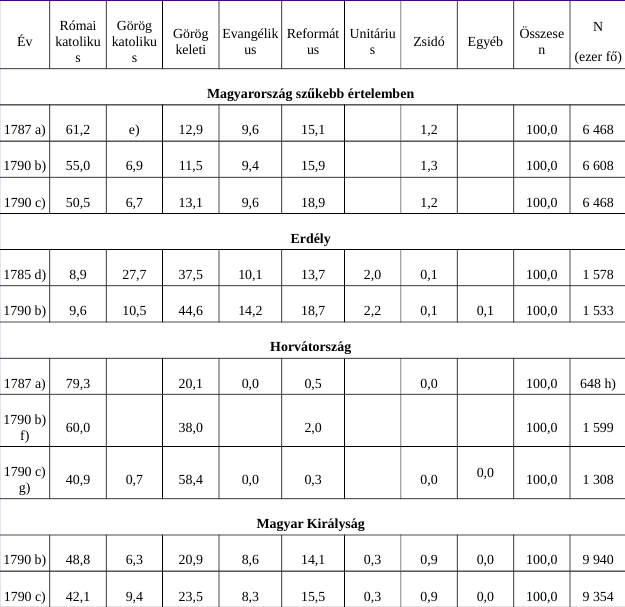 Év Római katolikus Görög katolikus Görög keleti Evangélikus Református Unitárius Zsidó Egyéb Összesen N (ezer fő)
Magyarország szűkebb értelemben
1787 a) 61,2 e) 12,9 9,6 15,1 1,2 100,0 6 468
1790 b) 55,0 6,9 11,5 9,4 15,9 1,3 100,0 6 608
1790 c) 50,5 6,7 13,1 9,6 18,9 1,2 100,0 6 468
Erdély
1785 d) 8,9 27,7 37,5 10,1 13,7 2,0 0,1 100,0 1 578
1790 b) 9,6 10,5 44,6 14,2 18,7 2,2 0,1 0,1 100,0 1 533
Horvátország
1787 a) 79,3 20,1 0,0 0,5 0,0 100,0 648 h)
1790 b) f) 60,0 38,0 2,0 100,0 1 599
1790 c) g) 40,9 0,7 58,4 0,0 0,3 0,0 0,0 100,0 1 308
Magyar Királyság
1790 b) 48,8 6,3 20,9 8,6 14,1 0,3 0,9 0,0 100,0 9 940
1790 c) 42,1 9,4 23,5 8,3 15,5 0,3 0,9 0,0 100,0 9 354